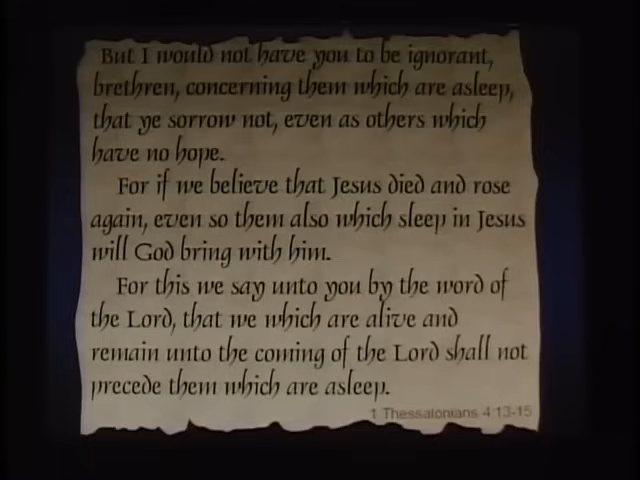 But I would not have you to be ignorant,
brethren, concerning them which are asleep,
that ye sorrow not, even as others which
have no hope.
For if we believe that Jesus died and rose
again, even so them also which sleep in Jesus
will God bring with him.
For this we say unto you by the word of
the Lord, that we which are alive and
remain unto the coming of the Lord shall not
precede them which are asleep.
1 Thessalonians 4:13-15